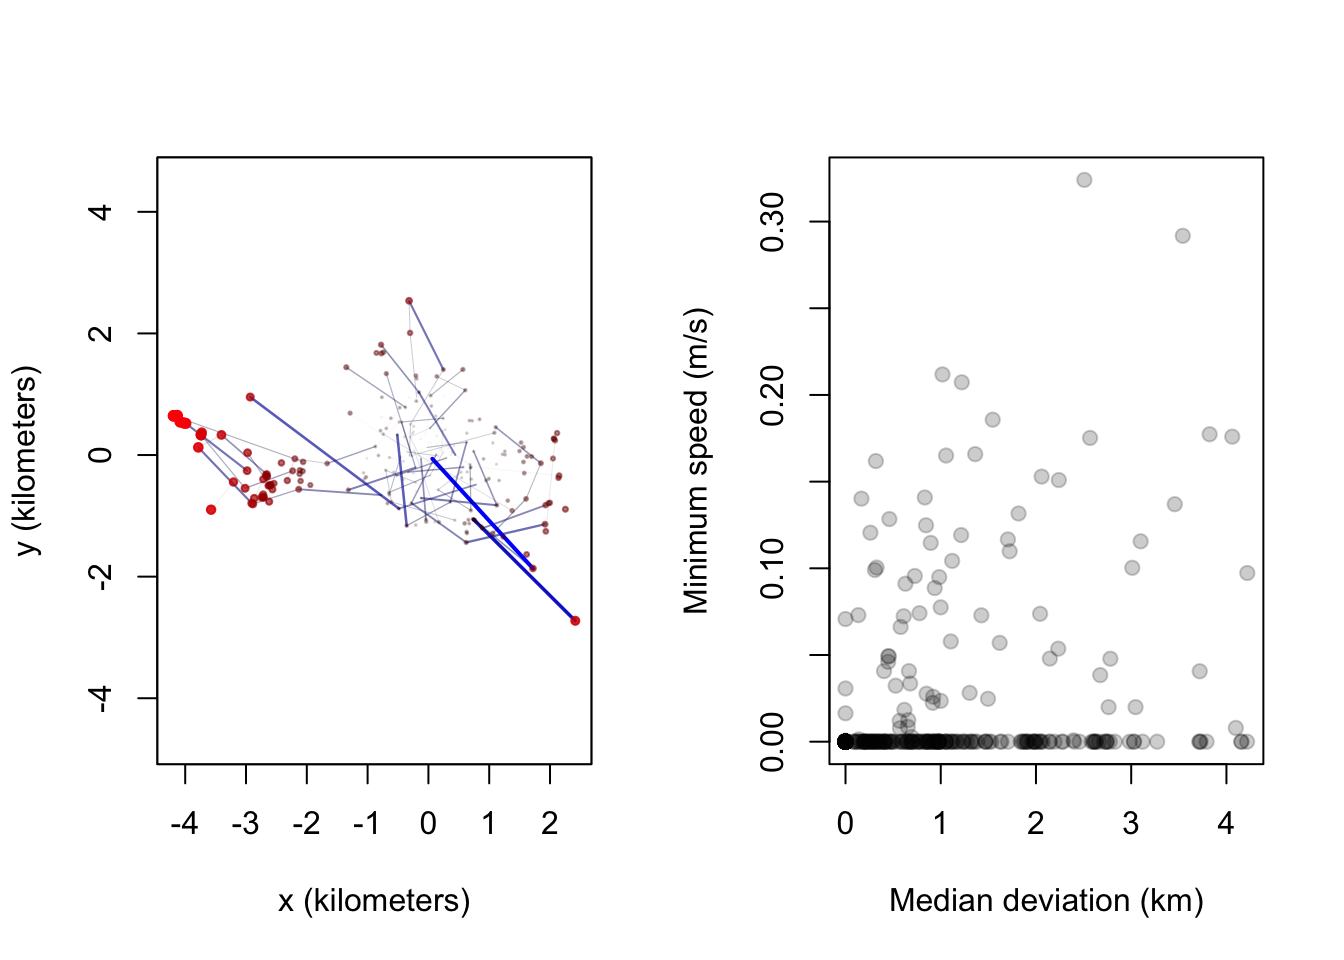 4
2
0
-2
-4
y (kilometers)
-4 -3 -2 -1 0 1 2
x (kilometers)
0.30
0.20
0.10
0.00
Minimum speed (m/s)
0 1 2 3 4
Median deviation (km)